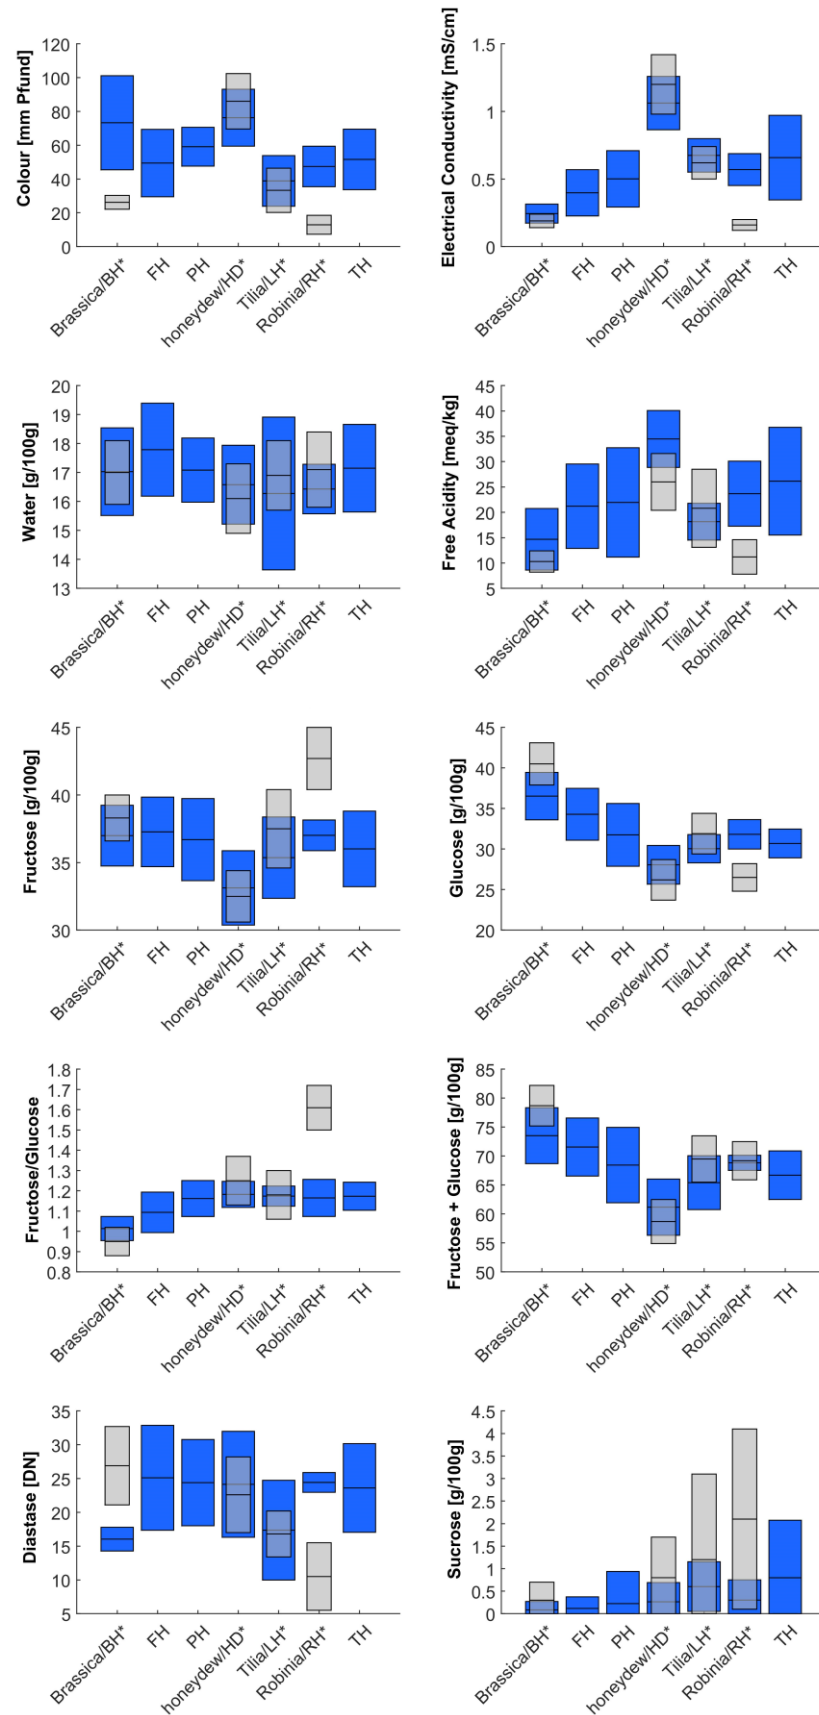 Colour [mm Pfund]
120
100
80
60
40
20
0
Brassica/BH*
FH
PH
honeydew/HD*
Tilia/LH*
Robinia/RH*
TH
Electrical Conductivity [mS/cm]
1.5
1
0.5
0
Brassica/BH*
FH
PH
honeydew/HD*
Tilia/LH*
Robinia/RH*
TH
Water [g/100g]
20
19
18
17
16
15
14
13
Brassica/BH*
FH
PH
honeydew/HD*
Tilia/LH*
Robinia/RH*
TH
Free Acidity [meq/kg]
45
40
35
30
25
20
15
10
5
Brassica/BH*
FH
PH
honeydew/HD*
Tilia/LH*
Robinia/RH*
TH
Fructose [g/100g]
45
40
35
30
Brassica/BH*
FH
PH
honeydew/HD*
Tilia/LH*
Robinia/RH*
TH
Glucose [g/100g]
45
40
35
30
25
20
Brassica/BH*
FH
PH
honeydew/HD*
Tilia/LH*
Robinia/RH*
TH
Fructose/Glucose
1.8
1.7
1.6
1.5
1.4
1.3
1.2
1.1
1
0.9
0.8
Brassica/BH*
FH
PH
honeydew/HD*
Tilia/LH*
Robinia/RH*
TH
Fructose + Glucose [g/100g]
85
80
75
70
65
60
55
50
Brassica/BH*
FH
PH
honeydew/HD*
Tilia/LH*
Robinia/RH*
TH
Diastase [DN]
35
30
25
20
15
10
5
Brassica/BH*
FH
PH
honeydew/HD*
Tilia/LH*
Robinia/RH*
TH
Sucrose [g/100g]
4.5
4
3.5
3
2.5
2
1.5
1
0.5
0
Brassica/BH*
FH
PH
honeydew/HD*
Tilia/LH*
Robinia/RH*
TH